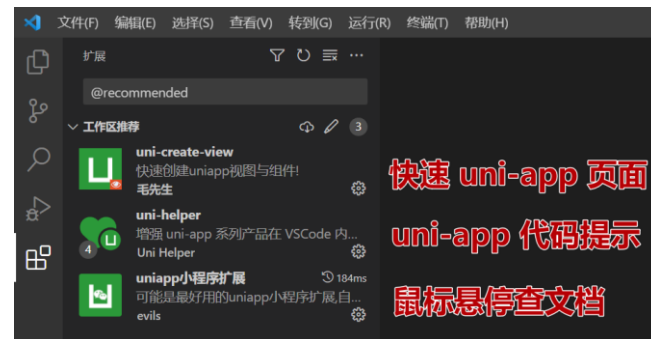 文件(F) 编辑(E) 选择(S) 查看(V) 转到(G) 运行(R) 终端(T) 帮助(H)
扩展
@recommended
工作区推荐 3
uni-create-view
快速创建uniapp视图与组件!
毛先生
快速 uni-app 页面
uni-helper
增强 uni-app 系列产品在 VSCode 内...
4
Uni Helper
uni-app 代码提示
uniapp小程序扩展 184ms
可能是最好用的uniapp小程序扩展,自...
evils
鼠标悬停查文档